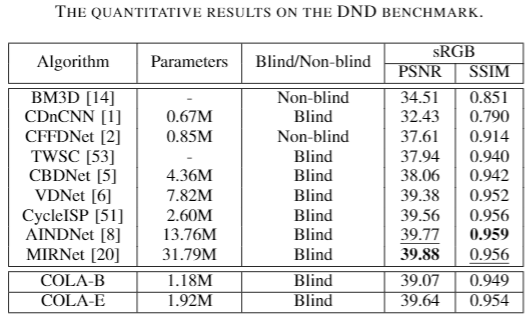 THE QUANTITATIVE RESULTS ON THE DND BENCHMARK.
Algorithm Parameters Blind/Non-blind sRGB
PSNR SSIM
BM3D [14] - Non-blind 34.51 0.851
CDnCNN [1] 0.67M Blind 32.43 0.790
CFFDNet [2] 0.85M Non-blind 37.61 0.914
TWSC [53] - Blind 37.94 0.940
CBDNet [5] 4.36M Blind 38.06 0.942
VDNet [6] 7.82M Blind 39.38 0.952
CycleISP [51] 2.60M Blind 39.56 0.956
AINDNet [8] 13.76M Blind 39.77 0.959
MIRNet [20] 31.79M Blind 39.88 0.956
COLA-B 1.18M Blind 39.07 0.949
COLA-E 1.92M Blind 39.64 0.954